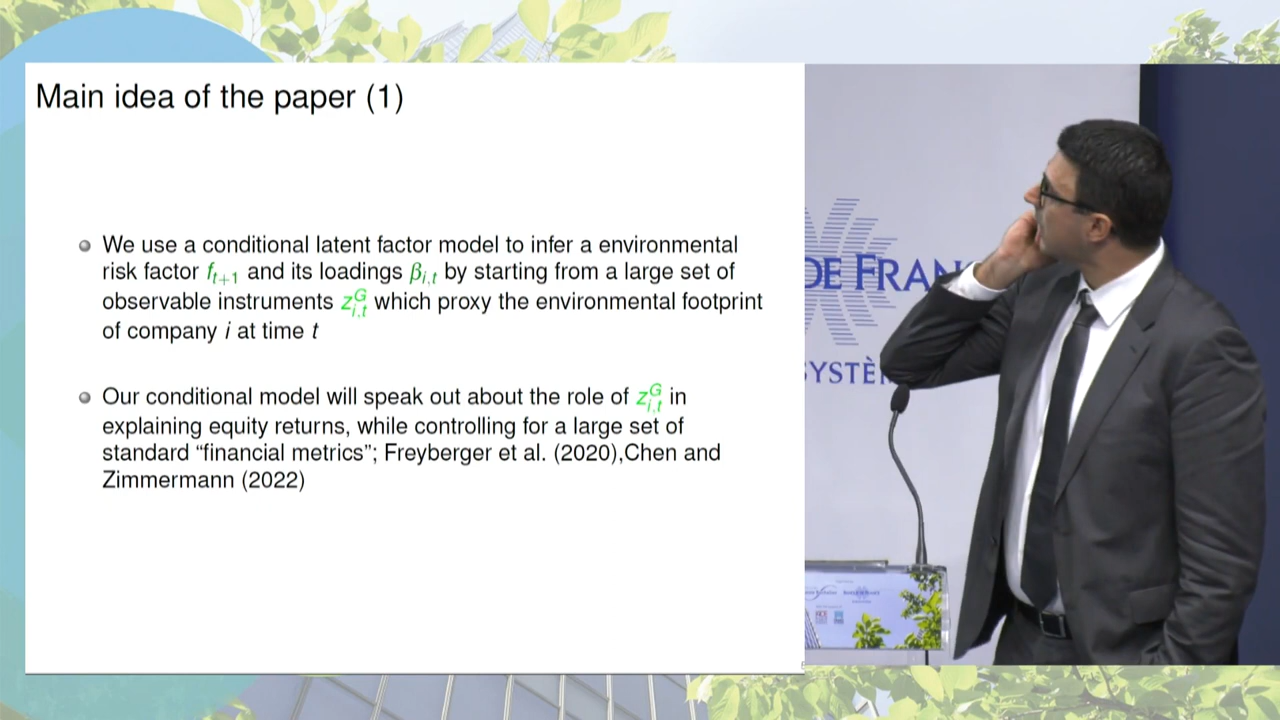 Main idea of the paper (1)
We use a conditional latent factor model to infer a environmental
risk factor f_{t+1} and its loadings β_{i,t} by starting from a large set of
observable instruments z^G_{i,t} which proxy the environmental footprint
of company i at time t
Our conditional model will speak out about the role of z^G_{i,t} in
explaining equity returns, while controlling for a large set of
standard “financial metrics”; Freyberger et al. (2020),Chen and
Zimmermann (2022)
DE FRAN
SYSTÈ